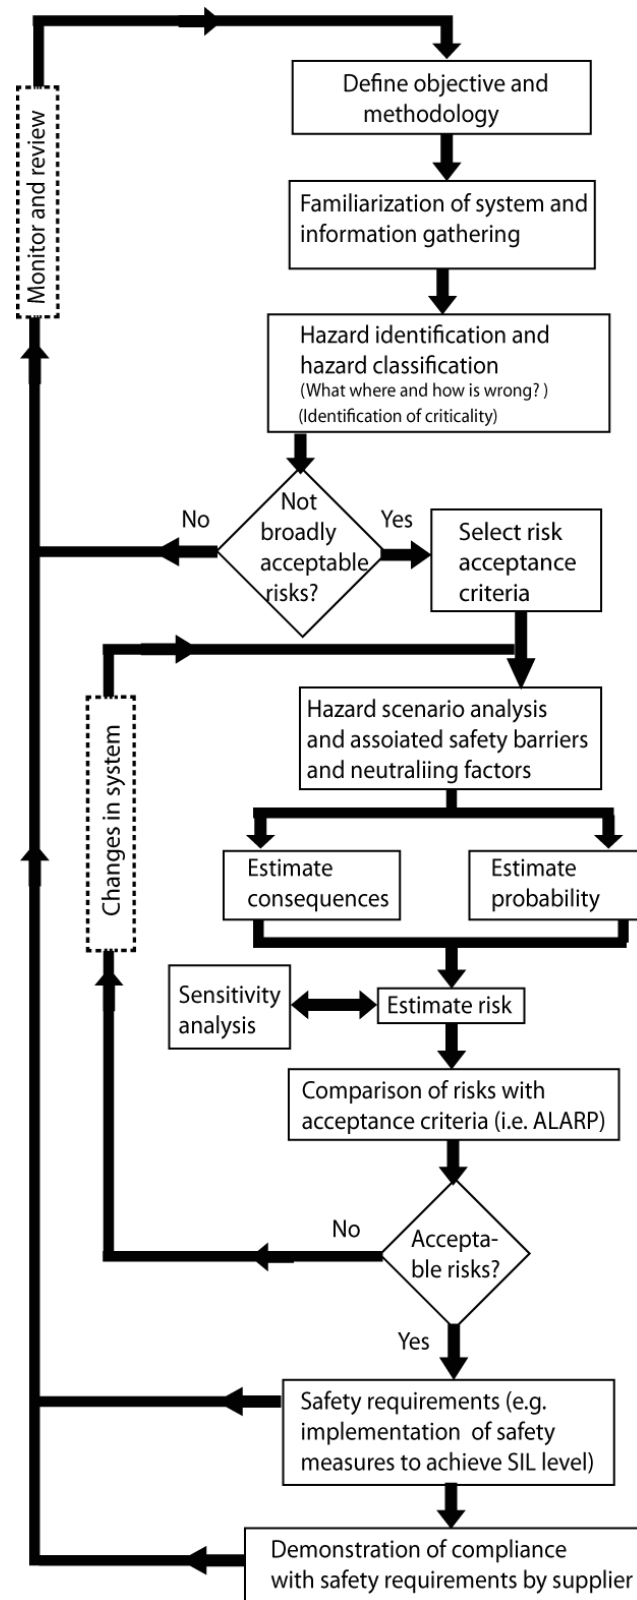 Define objective and
methodology
Monitor and review
Familiarization of system and
information gathering
Hazard identification and
hazard classification
(What where and how is wrong? )
(Identification of criticality)
No
Not
broadly
acceptable
risks?
Yes
Select risk
acceptance
criteria
Changes in system
Hazard scenario analysis
and assoiated safety barriers
and neutraliing factors
Estimate
consequences
Estimate
probability
Sensitivity
analysis
Estimate risk
Comparison of risks with
acceptance criteria (i.e. ALARP)
No
Accepta-
ble risks?
Yes
Safety requirements (e.g.
implementation of safety
measures to achieve SIL level)
Demonstration of compliance
with safety requirements by supplier